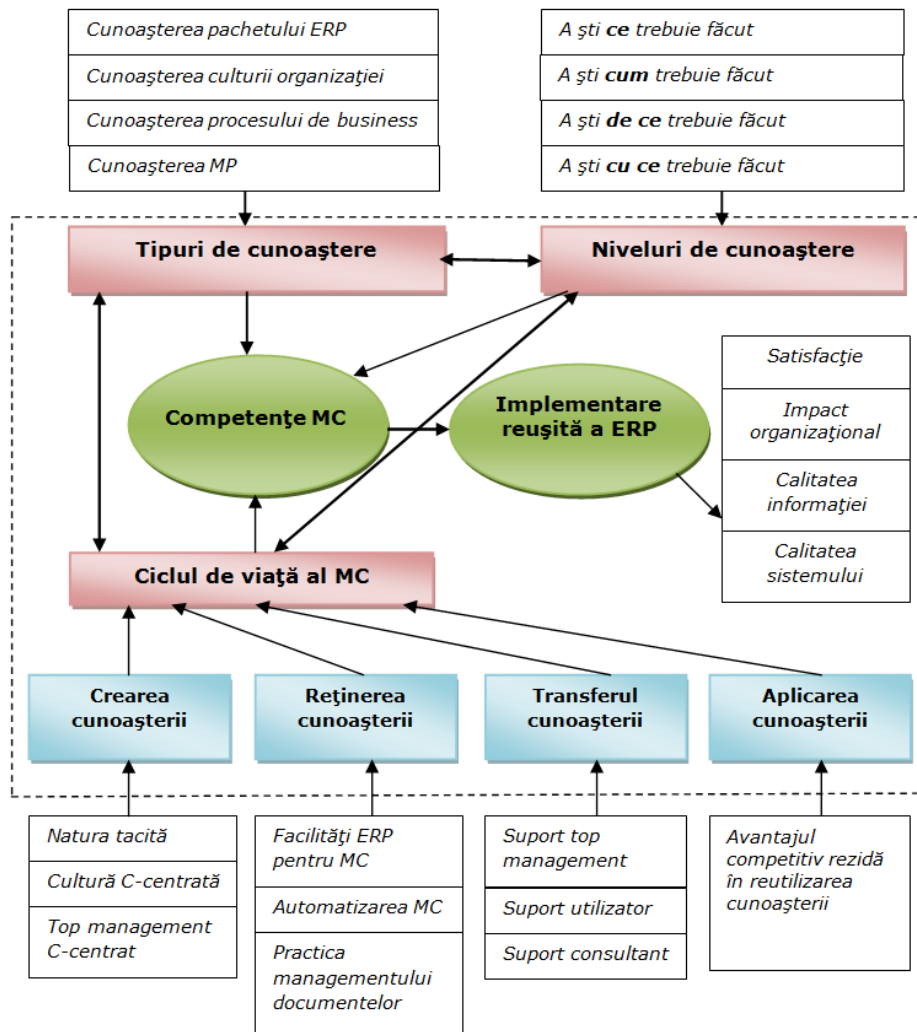 Cunoaşterea pachetului ERP
Cunoaşterea culturii organizaţiei
Cunoaşterea procesului de business
Cunoaşterea MP
A şti ce trebuie făcut
A şti cum trebuie făcut
A şti de ce trebuie făcut
A şti cu ce trebuie făcut
Tipuri de cunoaştere
Niveluri de cunoaştere
Competenţe MC
Implementare
reuşită a ERP
Satisfacţie
Impact
organizaţional
Calitatea
informaţiei
Calitatea
sistemului
Ciclul de viaţă al MC
Crearea
cunoaşterii
Reţinerea
cunoaşterii
Transferul
cunoaşterii
Aplicarea
cunoaşterii
Natura tacită
Cultură C-centrată
Top management
C-centrat
Facilităţi ERP
pentru MC
Automatizarea MC
Practica
managementului
documentelor
Suport top
management
Suport utilizator
Suport consultant
Avantajul
competitiv rezidă
în reutilizarea
cunoaşterii